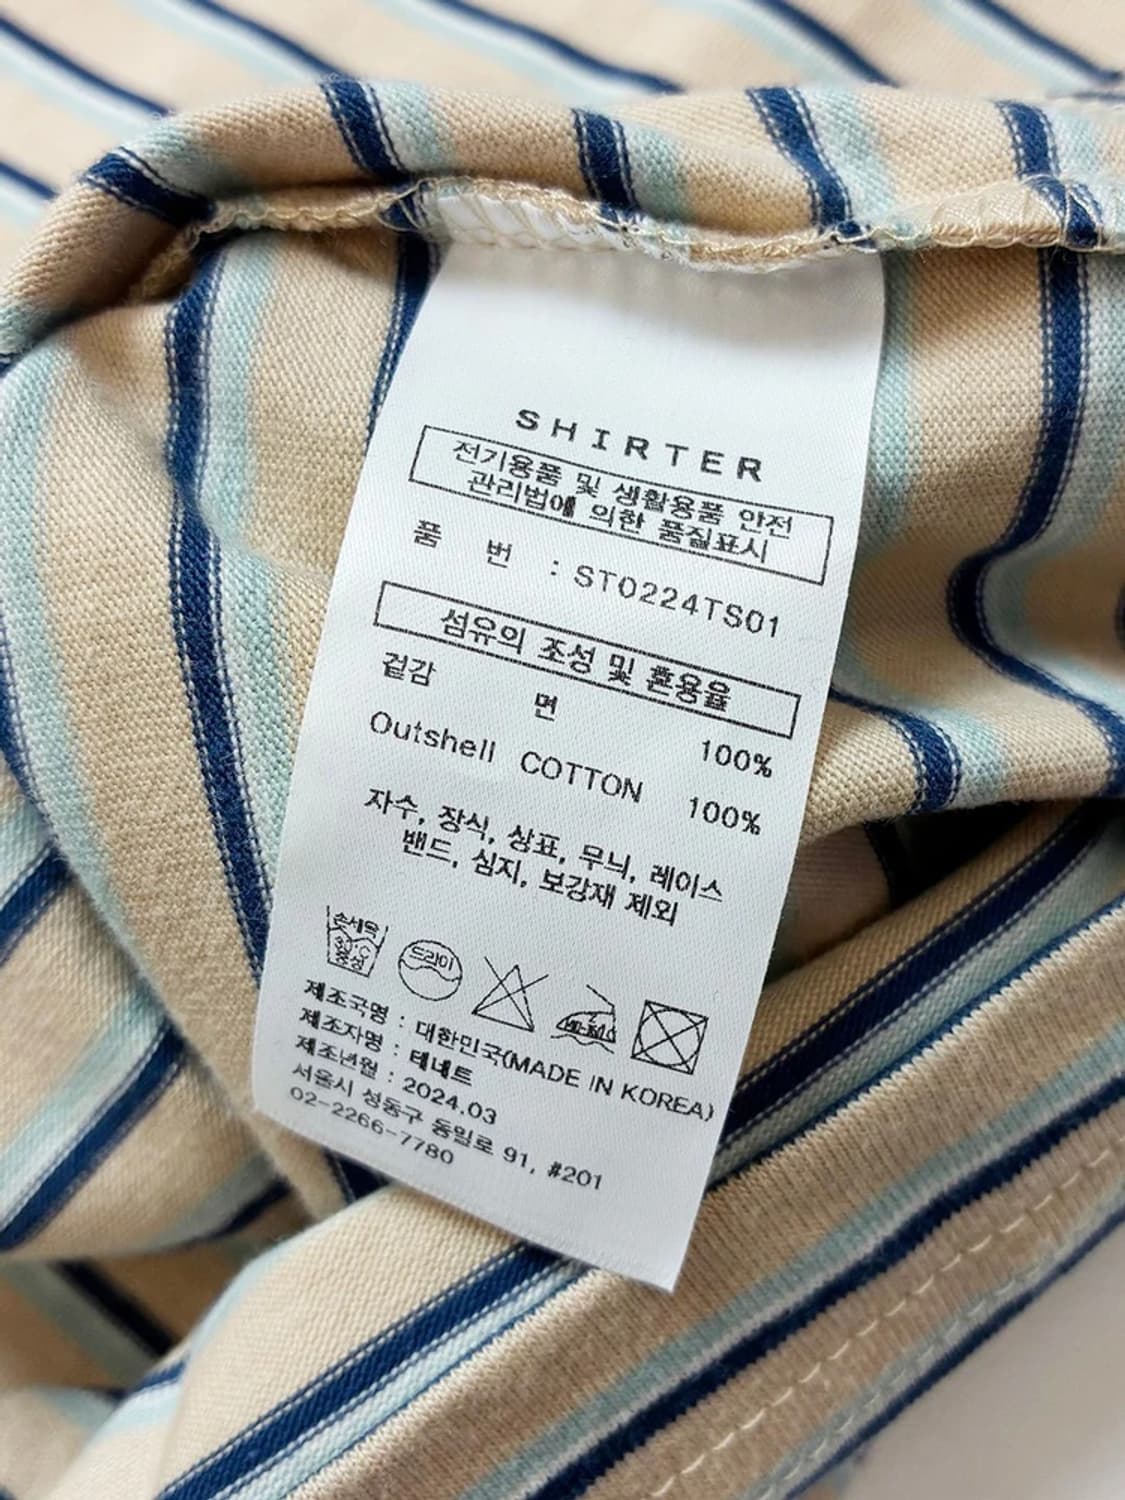 SHIRTER
전기용품 및 생활용품 안전
관리법에 의한 품질표시
품 번 : ST0224TS01
섬유의 조성 및 혼용율
겉감 면 100%
Outshell COTTON 100%
자수, 장식, 상표, 무늬, 레이스
밴드, 심지, 보강재 제외
손세탁
30°C
중성
드라이
제조국명 : 대한민국(MADE IN KOREA)
제조자명 : 테네트
제조년월 : 2024.03
서울시 성동구 동일로 91, #201
02-2266-7780